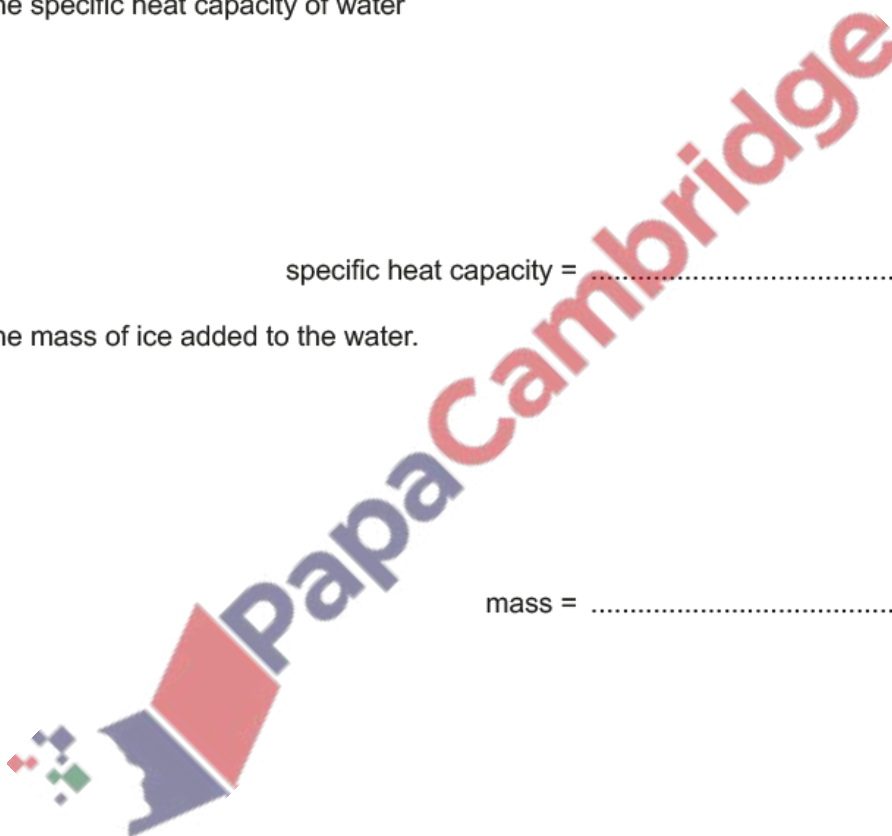 he specific heat capacity of water
specific heat capacity = ......................................
he mass of ice added to the water.
PapaCambridge
mass = ......................................